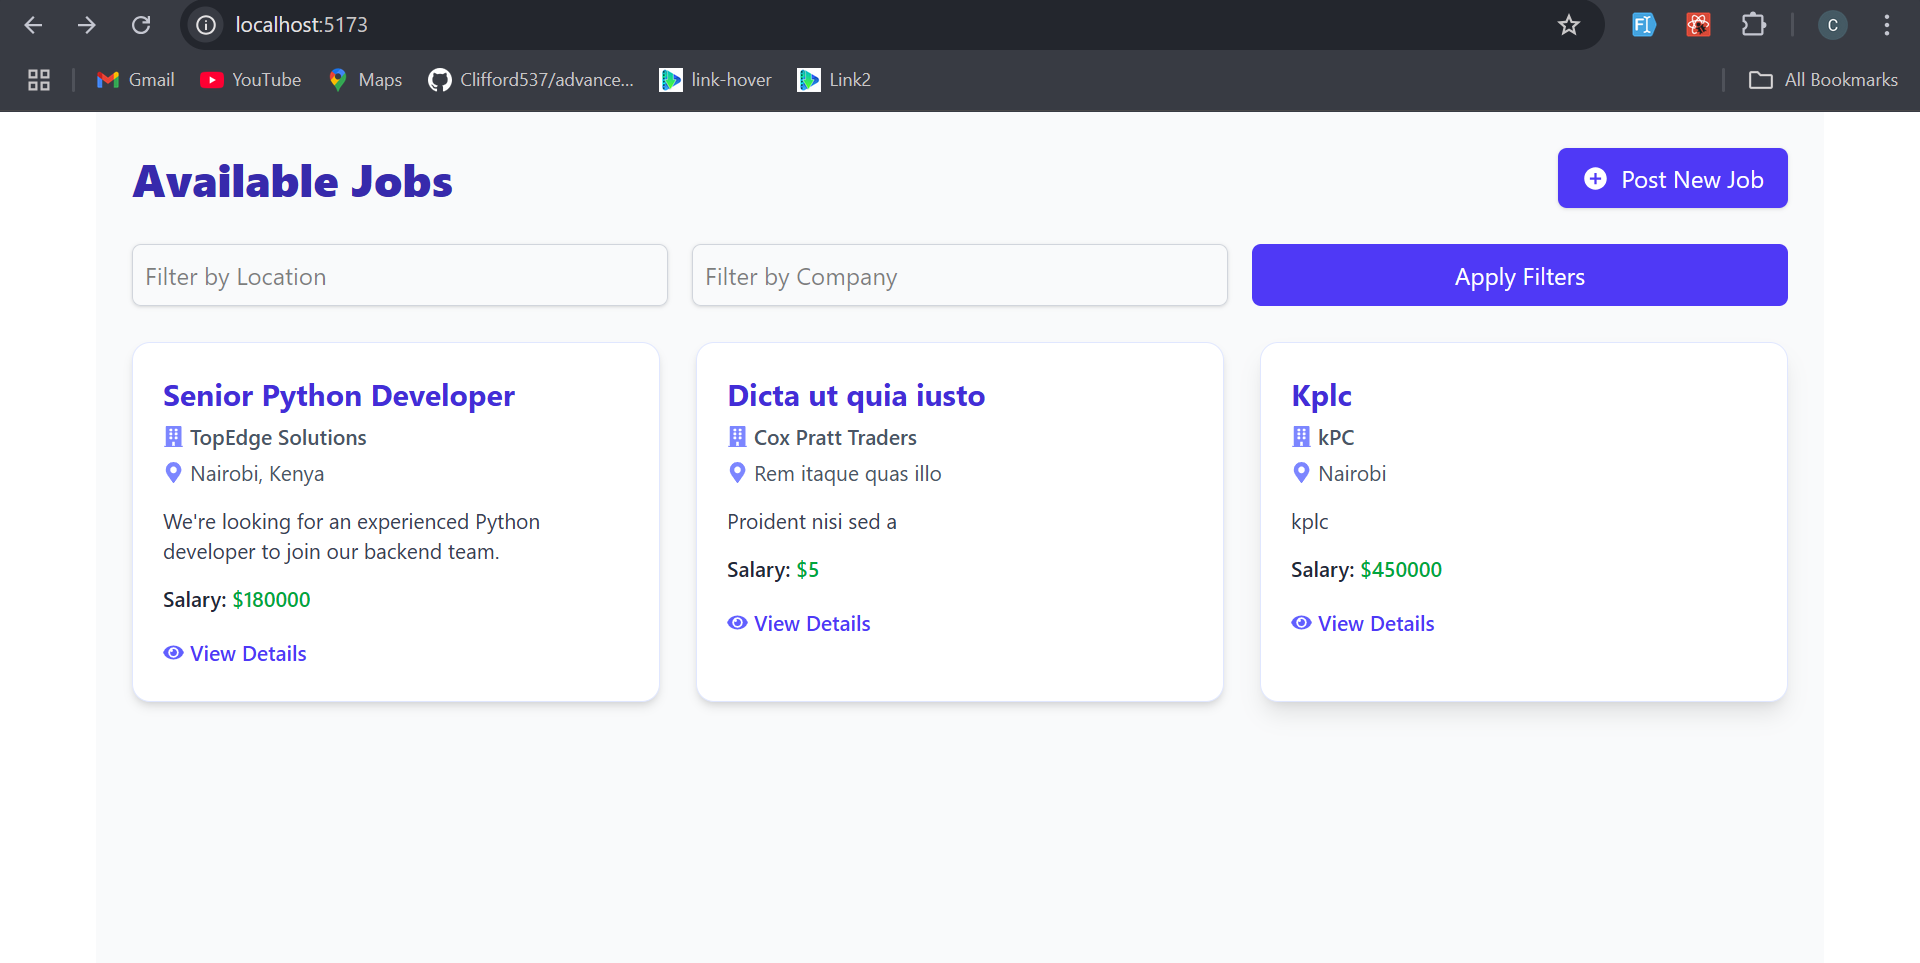 localhost:5173
C
Gmail
YouTube
Maps
Clifford537/advance...
link-hover
Link2
All Bookmarks
Available Jobs
Post New Job
Filter by Location
Filter by Company
Apply Filters
Senior Python Developer
TopEdge Solutions
Nairobi, Kenya
We're looking for an experienced Python
developer to join our backend team.
Salary: $180000
View Details
Dicta ut quia iusto
Cox Pratt Traders
Rem itaque quas illo
Proident nisi sed a
Salary: $5
View Details
Kplc
kPC
Nairobi
kplc
Salary: $450000
View Details